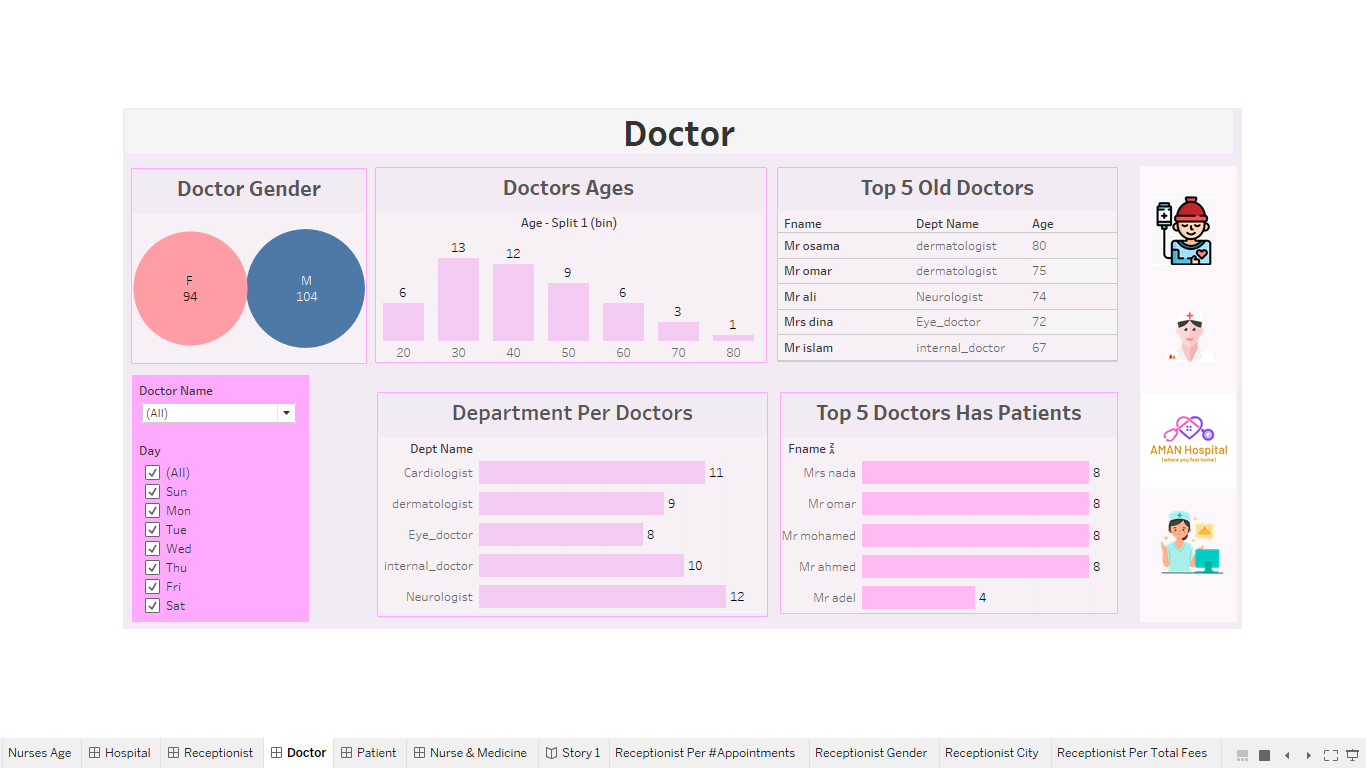 Doctor
Doctor Gender
F
94
M
104
Doctors Ages
Age - Split 1 (bin)
6
13
12
9
6
3
1
20 30 40 50 60 70 80
Top 5 Old Doctors
Fname Dept Name Age
Mr osama dermatologist 80
Mr omar dermatologist 75
Mr ali Neurologist 74
Mrs dina Eye_doctor 72
Mr islam internal_doctor 67
Doctor Name
(All)
Day
(All)
Sun
Mon
Tue
Wed
Thu
Fri
Sat
Department Per Doctors
Dept Name
Cardiologist 11
dermatologist 9
Eye_doctor 8
internal_doctor 10
Neurologist 12
Top 5 Doctors Has Patients
Fname
Mrs nada 8
Mr omar 8
Mr mohamed 8
Mr ahmed 8
Mr adel 4
AMAN Hospital
(where you feel home)
Nurses Age Hospital Receptionist Doctor Patient Nurse & Medicine Story 1 Receptionist Per #Appointments Receptionist Gender Receptionist City Receptionist Per Total Fees